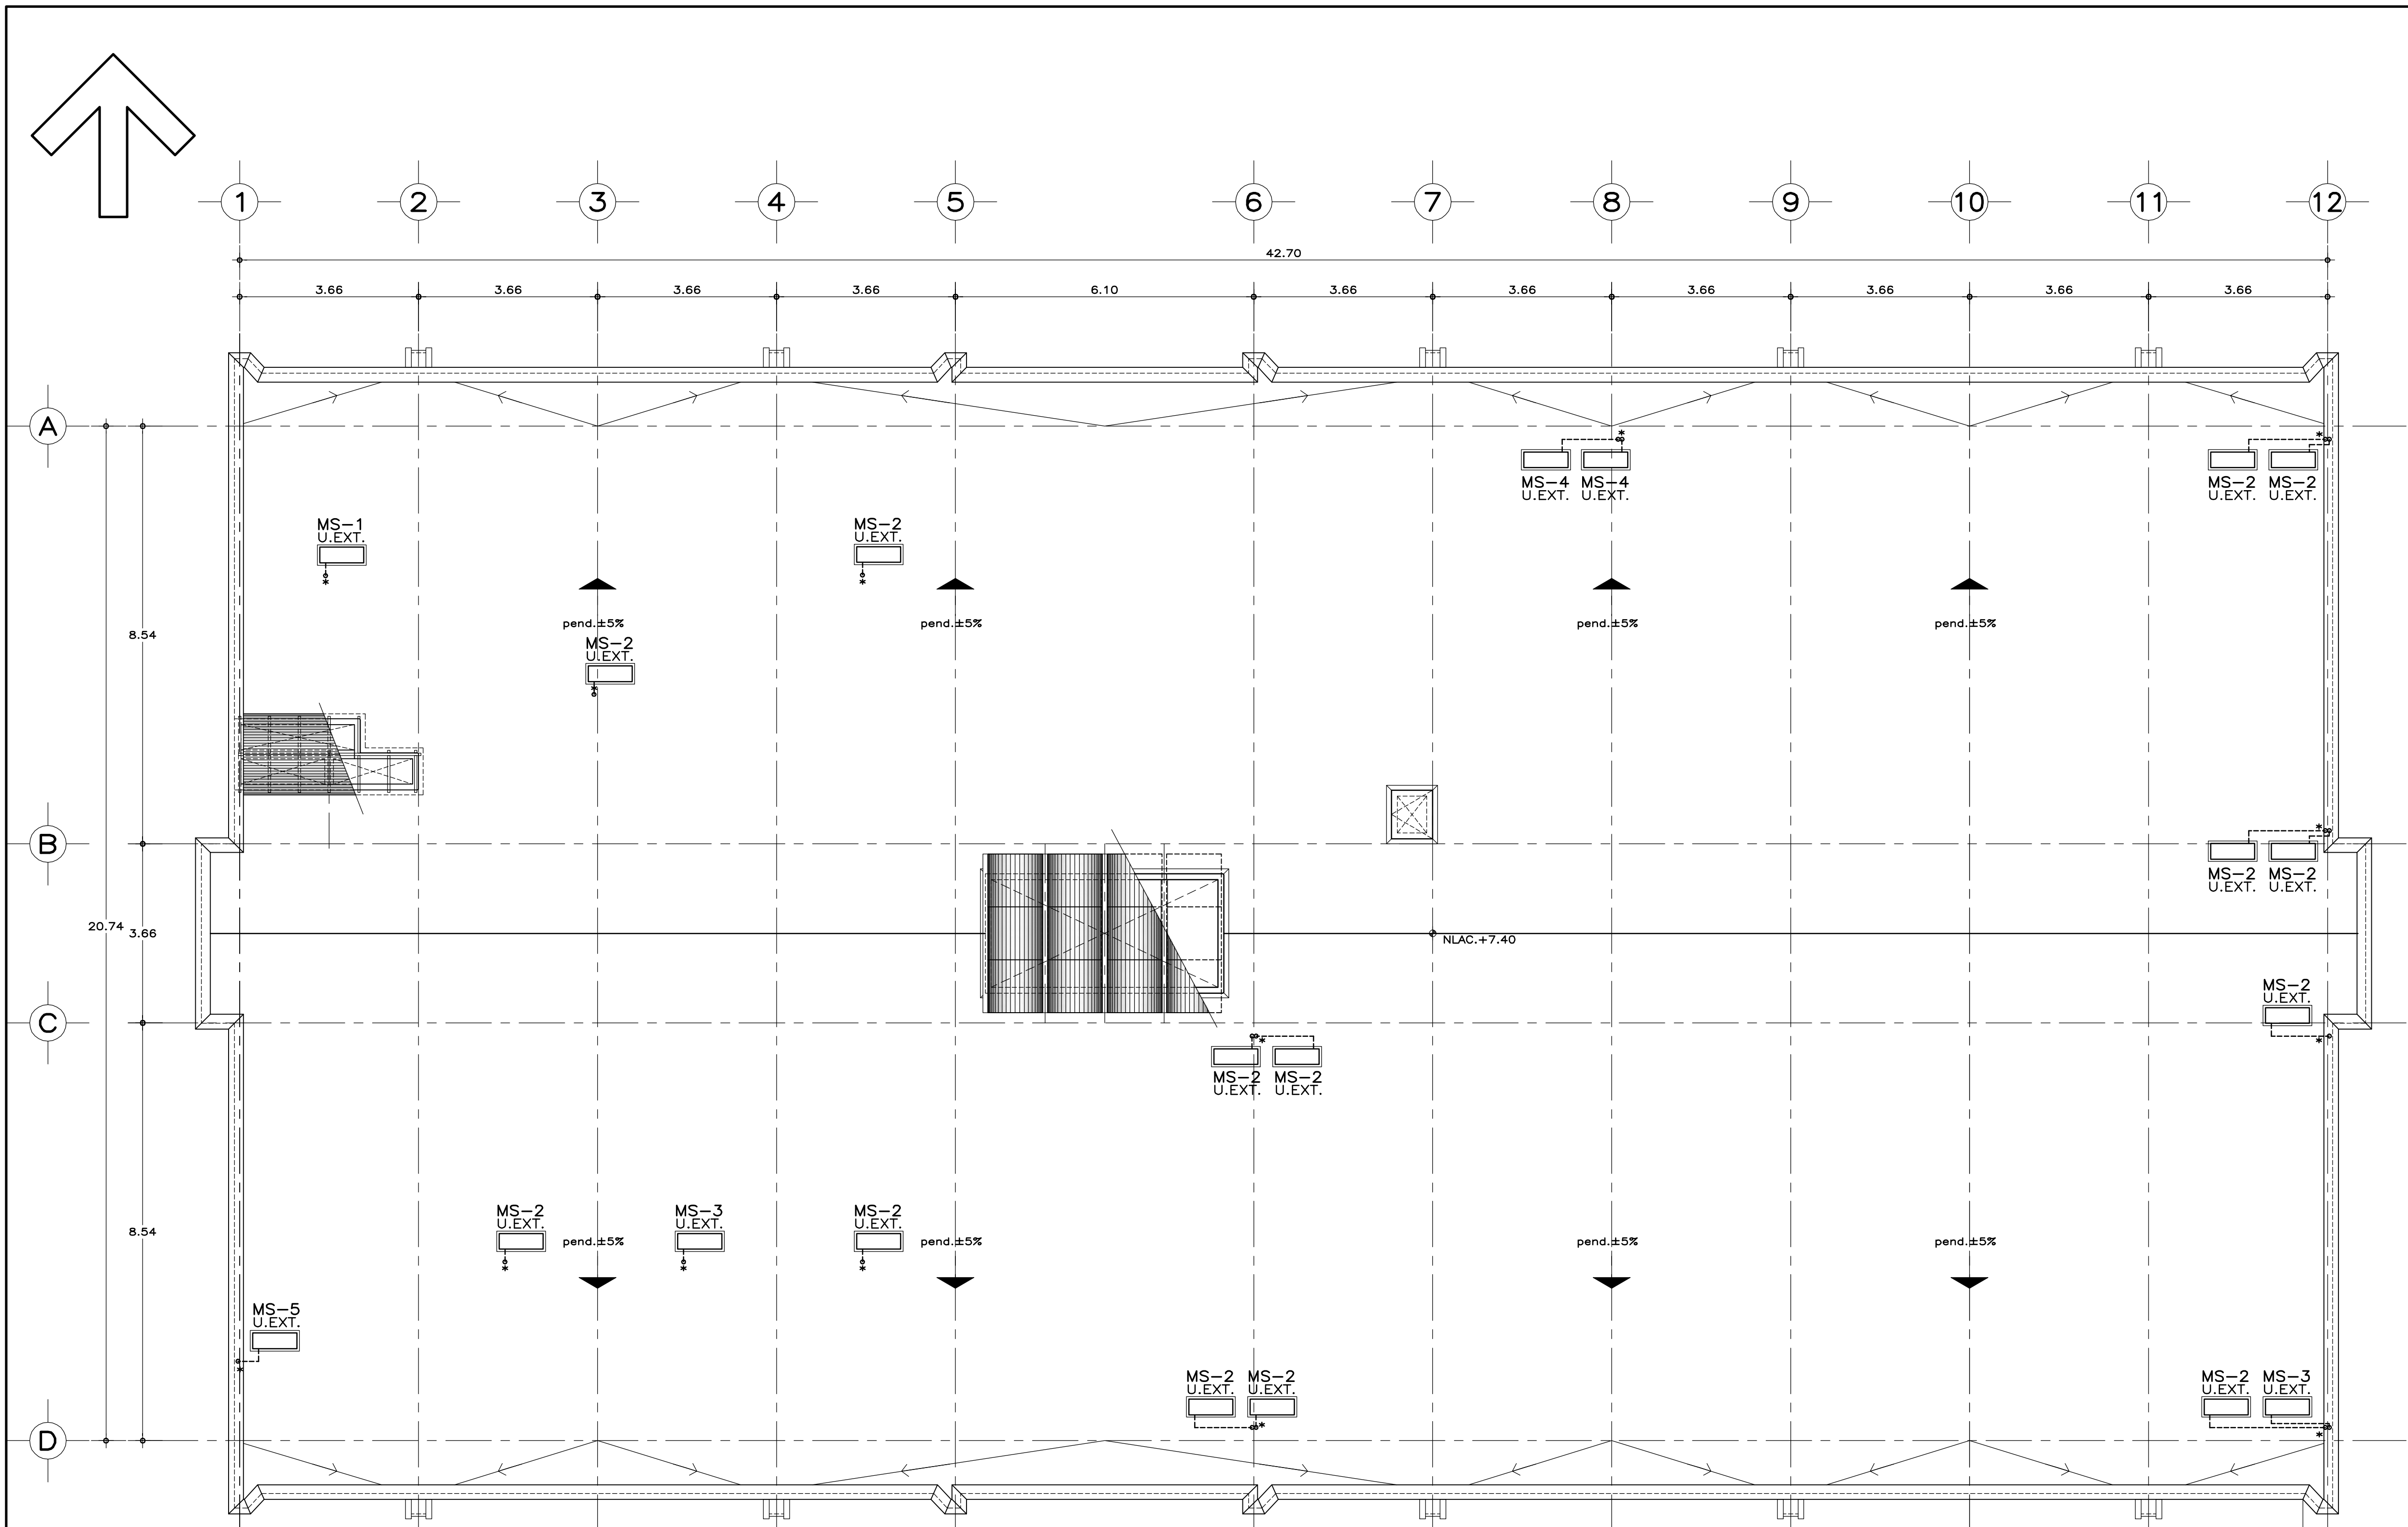 1 2 3 4 5 6 7 8 9 10 11 12
42.70
3.66 3.66 3.66 3.66 6.10 3.66 3.66 3.66 3.66 3.66 3.66
A
*
*
MS-4 MS-4
U.EXT. U.EXT.
MS-2 MS-2
U.EXT. U.EXT.
MS-1
U.EXT.
*
MS-2
U.EXT.
*
pend.±5% pend.±5% pend.±5% pend.±5%
8.54
MS-2
U.EXT.
*
B
*
MS-2 MS-2
U.EXT. U.EXT.
20.74
3.66
NLAC.+7.40
MS-2
U.EXT.
*
C
*
MS-2 MS-2
U.EXT. U.EXT.
8.54
MS-2
U.EXT.
*
MS-3
U.EXT.
*
MS-2
U.EXT.
*
pend.±5% pend.±5% pend.±5% pend.±5%
MS-5
U.EXT.
*
MS-2 MS-2
U.EXT. U.EXT.
*
MS-2 MS-3
U.EXT. U.EXT.
*
D